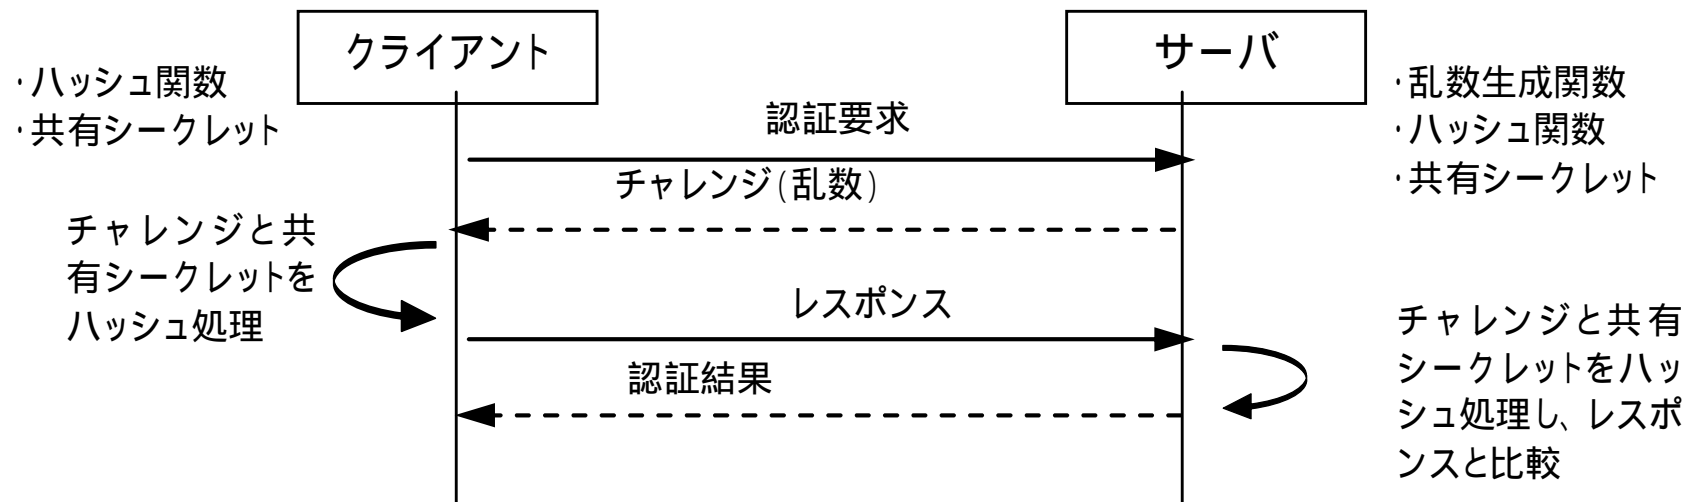 クライアント
サーバ
・ハッシュ関数
・共有シークレット
・乱数生成関数
・ハッシュ関数
・共有シークレット
認証要求
チャレンジ(乱数)
チャレンジと共
有シークレットを
ハッシュ処理
レスポンス
認証結果
チャレンジと共有
シークレットをハッ
シュ処理し、レスポ
ンスと比較